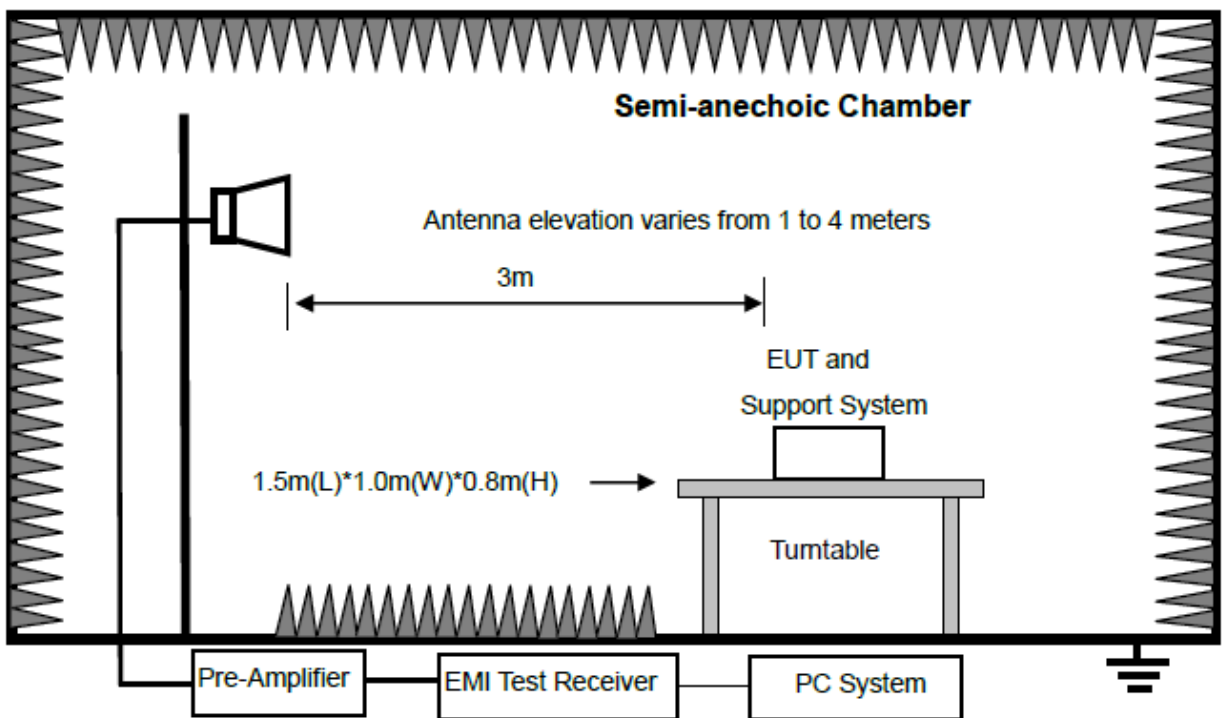 Semi-anechoic Chamber
Antenna elevation varies from 1 to 4 meters
3m
EUT and
Support System
1.5m(L)*1.0m(W)*0.8m(H)
Turntable
Pre-Amplifier
EMI Test Receiver
PC System